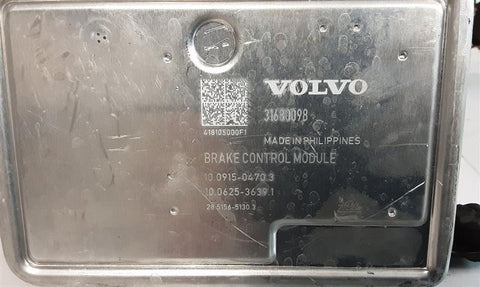 VOLVO
31680098
418105000F1
MADE IN PHILIPPINES
BRAKE CONTROL MODULE
10.0915-0470.3
10.0625-3639.1
28.5156-5130.3